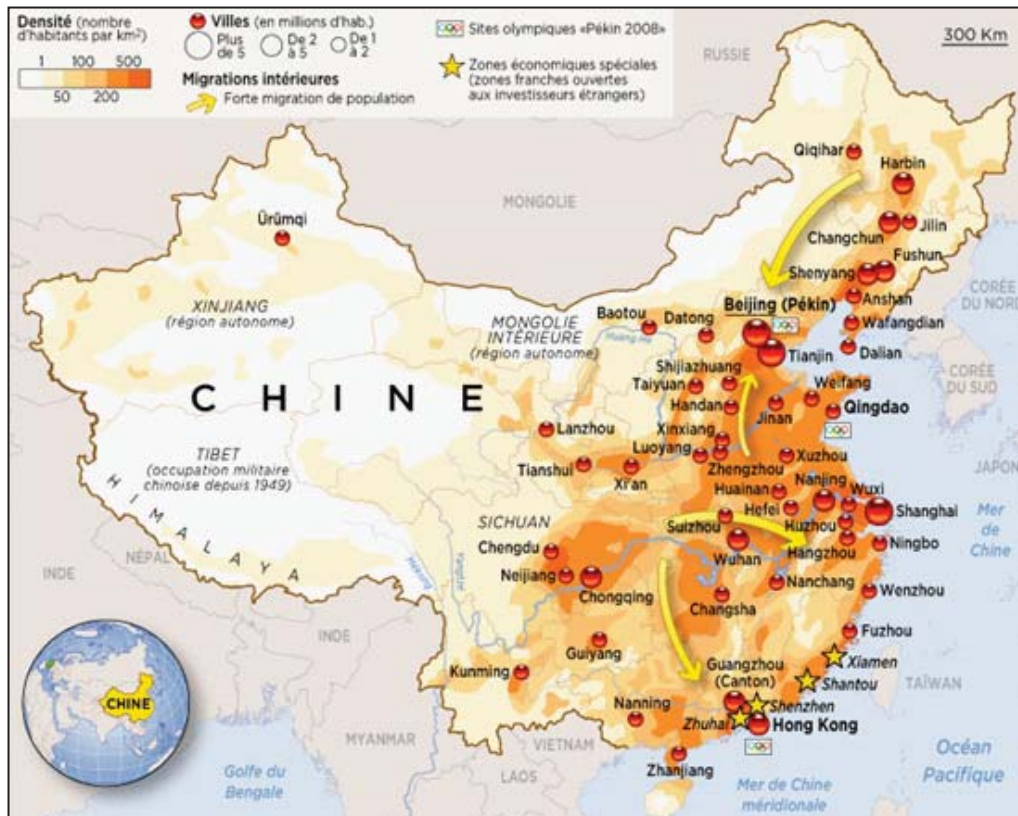 Densité (nombre
d'habitants par km²)
1 100 500
50 200
Villes (en millions d'hab.)
Plus
de 5
De 2
à 5
De 1
à 2
Migrations intérieures
Forte migration de population
Sites olympiques «Pékin 2008»
Zones économiques spéciales
(zones franches ouvertes
aux investisseurs étrangers)
300 Km
RUSSIE
MONGOLIE
Qiqihar
Harbin
Changchun
Jilin
Fushun
Shenyang
Anshan
Ürümqi
XINJIANG
(région autonome)
MONGOLIE
INTÉRIEURE
(région autonome)
Baotou
Datong
Huang He
Beijing (Pékin)
Wafangdian
Dalian
CORÉE
DU NORD
CORÉE
DU SUD
Tianjin
Shijiazhuang
Taiyuan
Handan
Jinan
Weifang
Qingdao
CHINE
Lanzhou
Xinxiang
Luoyang
Tianshui
Xi'an
Zhengzhou
Xuzhou
JAPON
TIBET
(occupation militaire
chinoise depuis 1949)
HIMALAYA
Huainan
Nanjing
Wuxi
Hefei
Shanghai
Suizhou
Huzhou
Mer
de
Chine
SICHUAN
Chengdu
Wuhan
Hangzhou
Ningbo
NÉPAL
INDE
Mékong
Yangtze
Neijiang
Chongqing
Nanchang
Changsha
Wenzhou
Fuzhou
Guiyang
Kunming
INDE
Guangzhou
(Canton)
Xiamen
Shantou
TAÏWAN
Nanning
Shenzhen
Zhuhai
Hong Kong
CHINE
MYANMAR
VIETNAM
LAOS
Zhanjiang
Golfe du
Bengale
Mer de Chine
méridionale
Océan
Pacifique